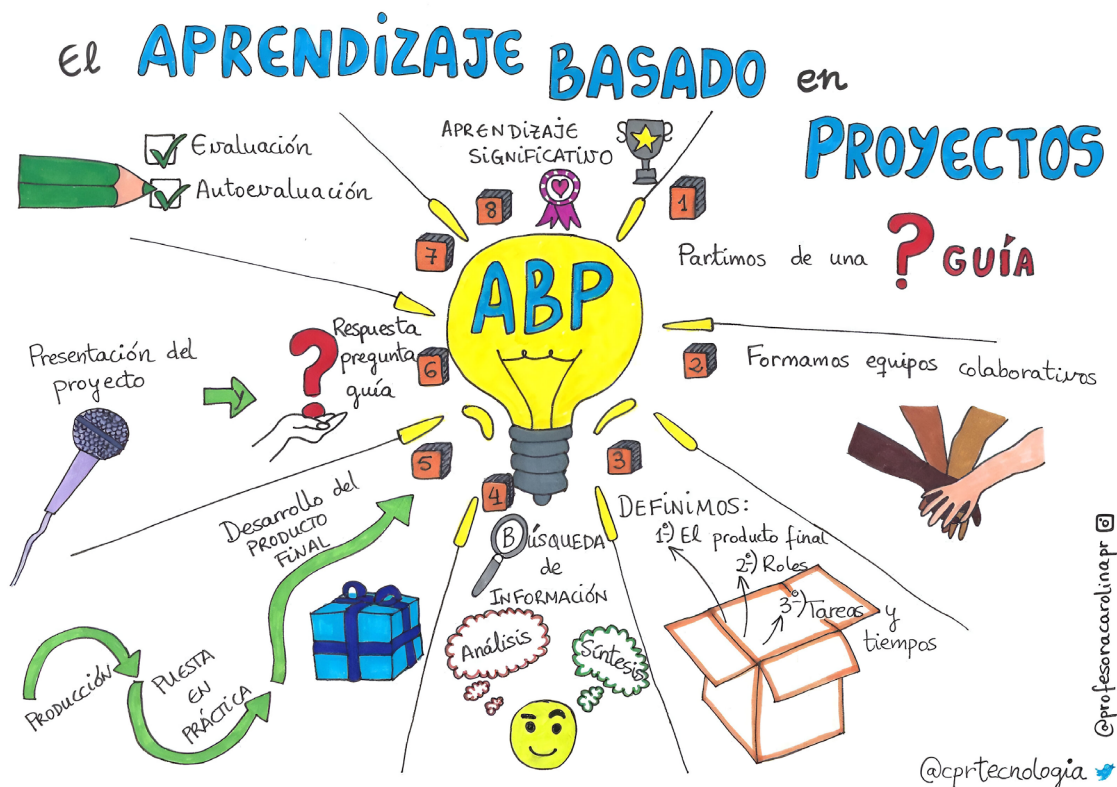 El APRENDIZAJE BASADO en
PROYECTOS
APRENDIZAJE
SIGNIFICATIVO
8
1
Partimos de una ? GUÍA
2
Formamos equipos colaborativos
3
DEFINIMOS:
1º) El producto final
2º) Roles
3º) Tareas y
tiempos
4
BÚSQUEDA
de
INFORMACIÓN
Análisis
Síntesis
5
Desarrollo del
PRODUCTO
FINAL
PRODUCCIÓN
PUESTA
EN
PRÁCTICA
6
Respuesta
pregunta
guía
?
Presentación del
proyecto
7
Evaluación
Autoevaluación
ABP
@profesoracarolinapr
@cprtecnologia